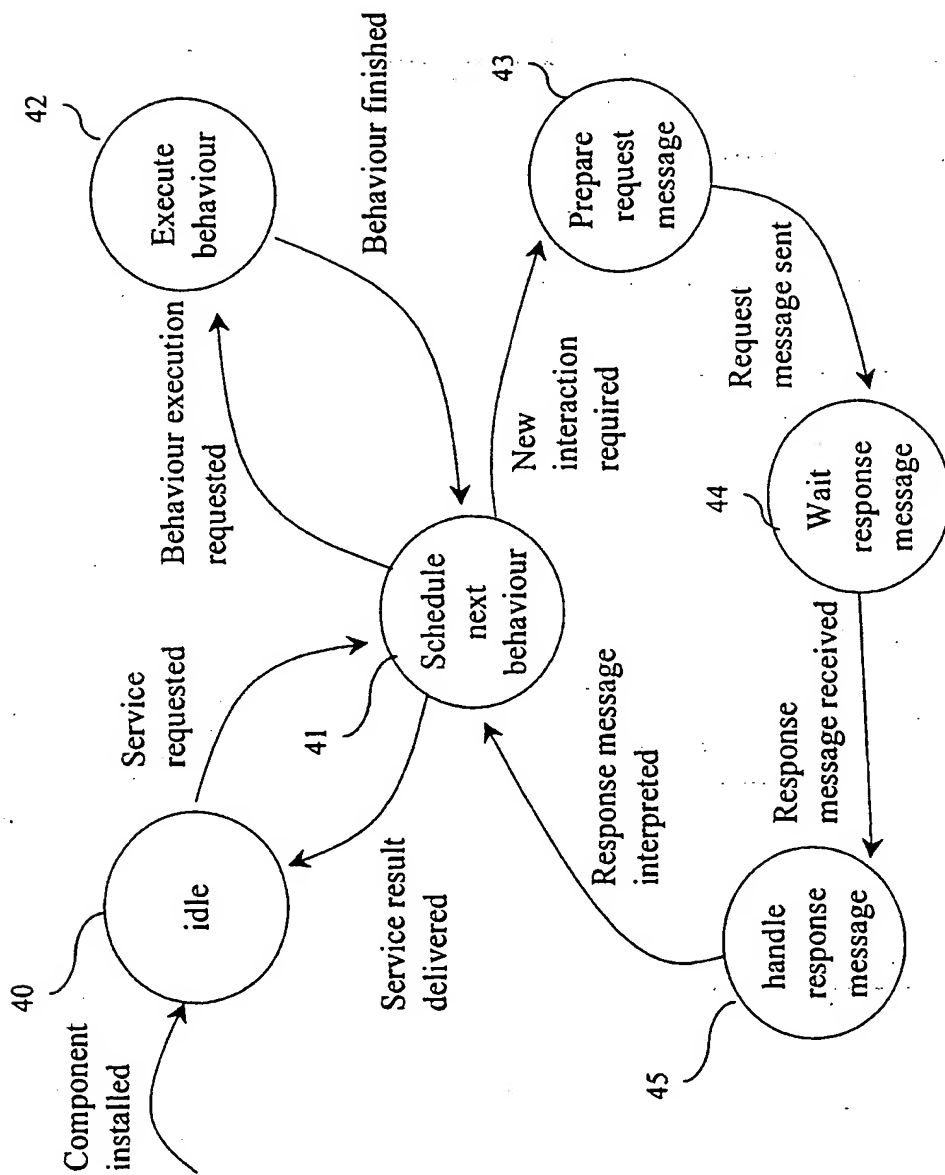 Component
installed
40
idle
Service
requested
Service result
delivered
41
Schedule
next
behaviour
Behaviour execution
requested
42
Execute
behaviour
Behaviour finished
New
interaction
required
43
Prepare
request
message
Request
message sent
44
Wait
response
message
Response
message received
45
handle
response
message
Response message
interpreted